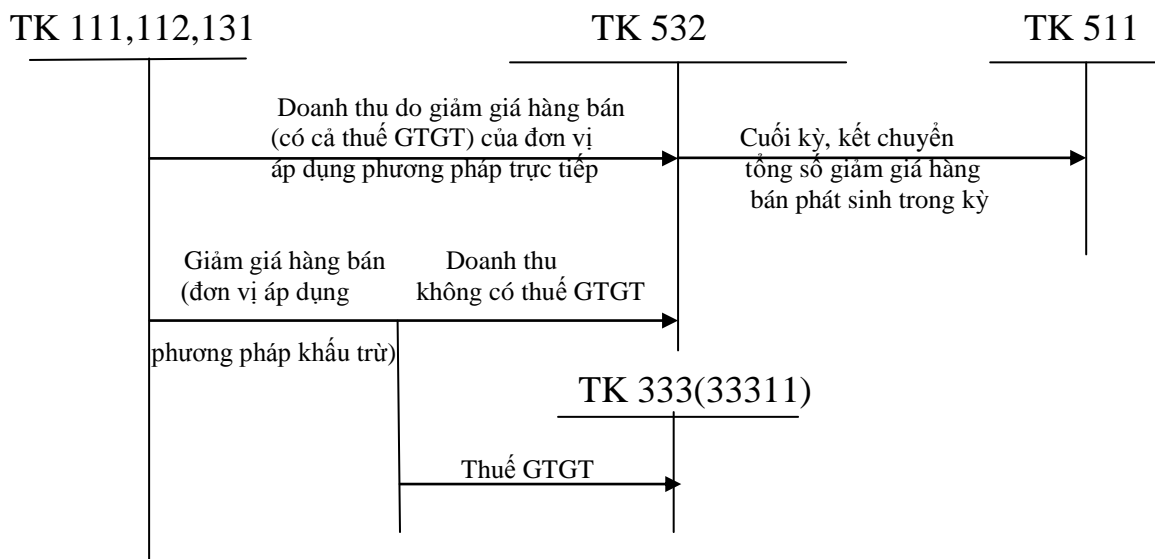 TK 111,112,131
TK 532
TK 511
Doanh thu do giảm giá hàng bán
(có cả thuế GTGT) của đơn vị
áp dụng phương pháp trực tiếp
Cuối kỳ, kết chuyển
tổng số giảm giá hàng
bán phát sinh trong kỳ
Giảm giá hàng bán
(đơn vị áp dụng
phương pháp khấu trừ)
Doanh thu
không có thuế GTGT
TK 333(33311)
Thuế GTGT